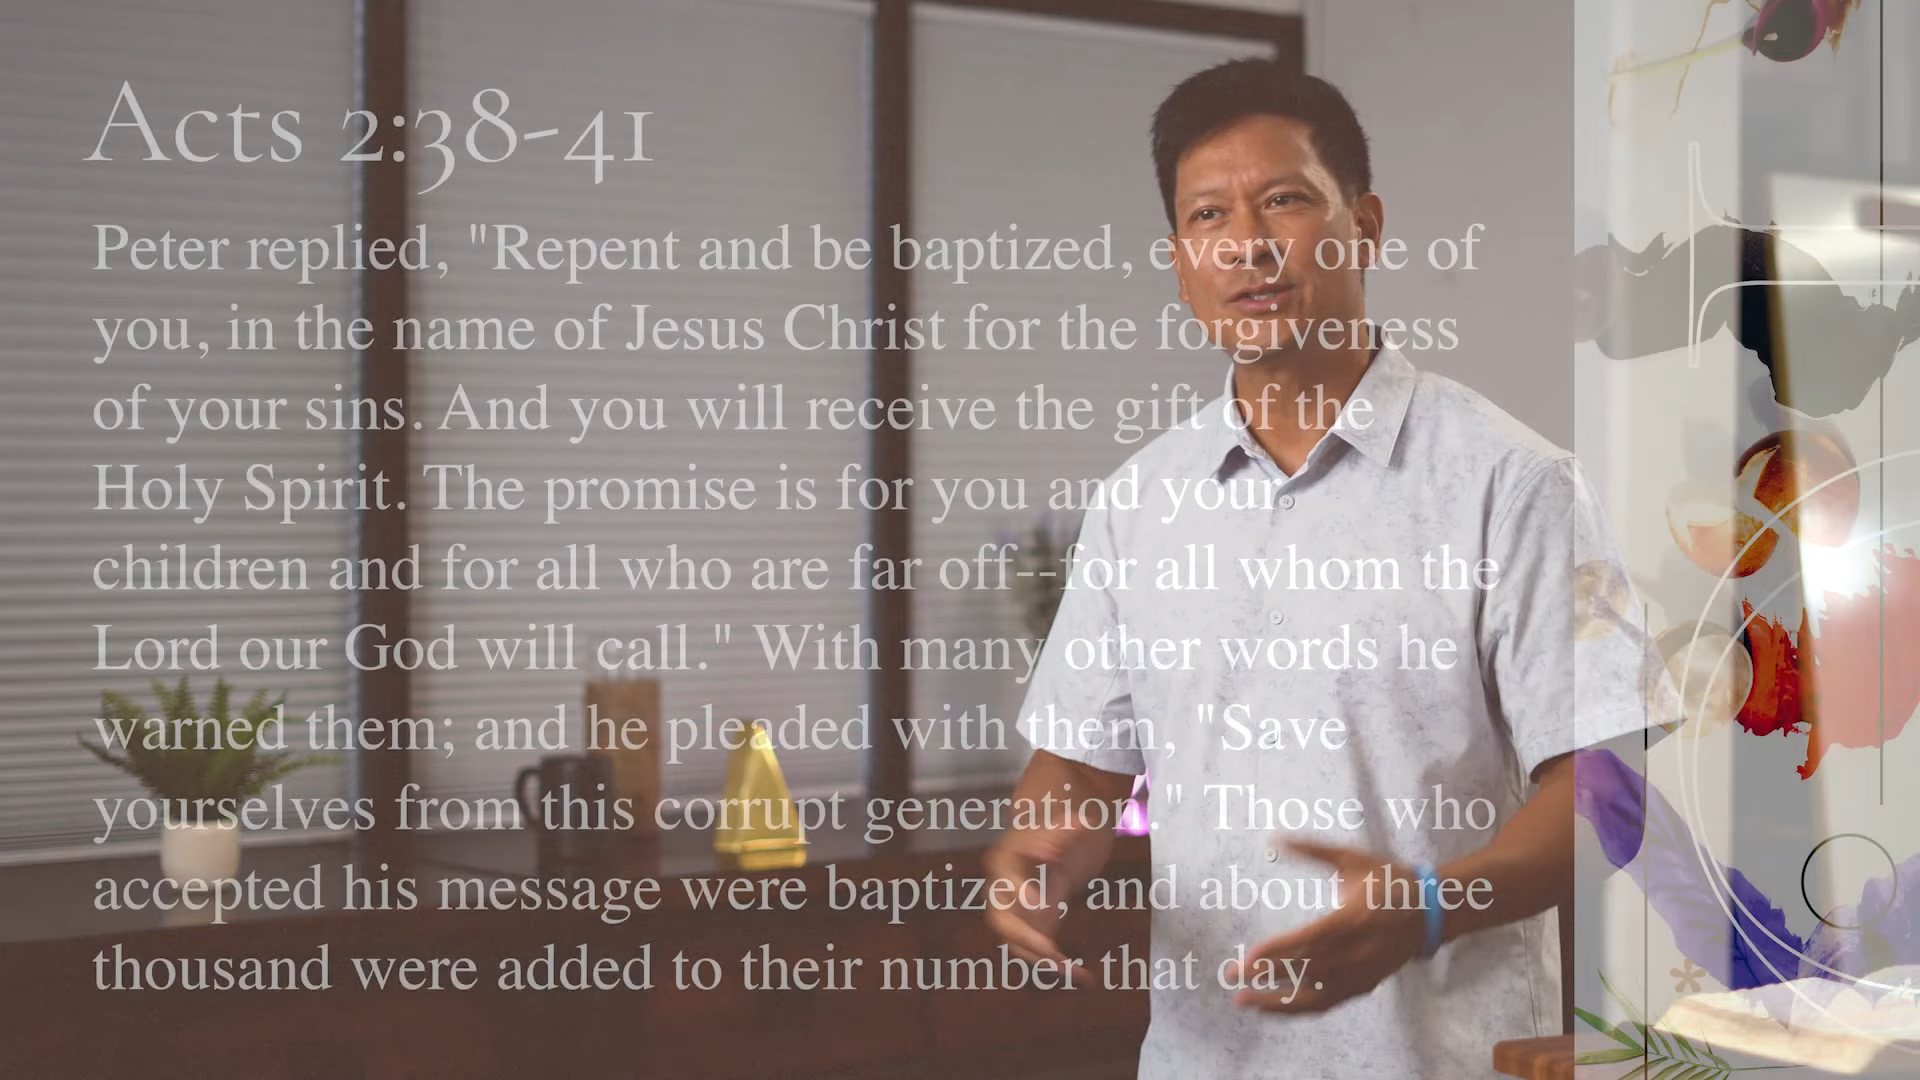 Acts 2:38-41
Peter replied, "Repent and be baptized, every one of
you, in the name of Jesus Christ for the forgiveness
of your sins. And you will receive the gift of the
Holy Spirit. The promise is for you and your
children and for all who are far off--for all whom the
Lord our God will call." With many other words he
warned them; and he pleaded with them, "Save
yourselves from this corrupt generation." Those who
accepted his message were baptized, and about three
thousand were added to their number that day.